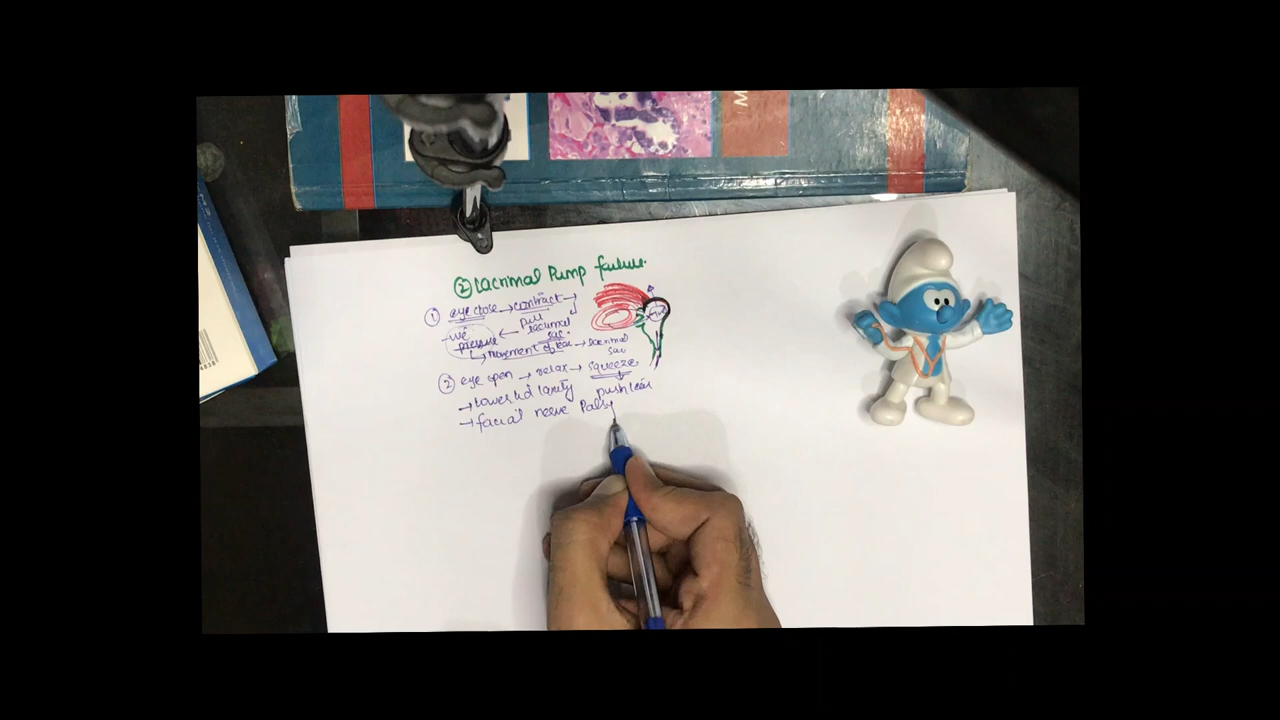 ② Lacrimal Pump failure.
① eye close → contract →
Pull lacrimal sac.
-ve pressure ←
↳ movement of tear → lacrimal sac
② eye open → relax → squeeze
→ Lower lid laxity push tear
→ facial nerve Palsy
M